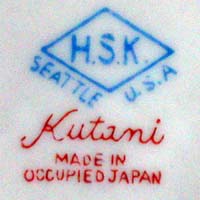 H.S.K.
SEATTLE U.S.A
Kutani
MADE IN
OCCUPIED JAPAN